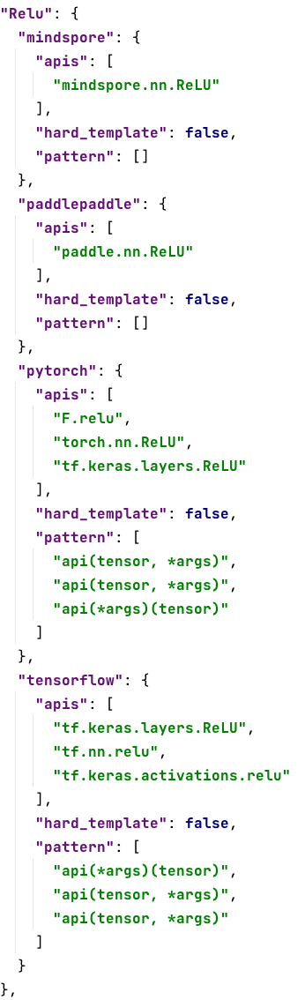 "Relu": {
  "mindspore": {
    "apis": [
      "mindspore.nn.ReLU"
    ],
    "hard_template": false,
    "pattern": []
  },
  "paddlepaddle": {
    "apis": [
      "paddle.nn.ReLU"
    ],
    "hard_template": false,
    "pattern": []
  },
  "pytorch": {
    "apis": [
      "F.relu",
      "torch.nn.ReLU",
      "tf.keras.layers.ReLU"
    ],
    "hard_template": false,
    "pattern": [
      "api(tensor, *args)",
      "api(tensor, *args)",
      "api(*args)(tensor)"
    ]
  },
  "tensorflow": {
    "apis": [
      "tf.keras.layers.ReLU",
      "tf.nn.relu",
      "tf.keras.activations.relu"
    ],
    "hard_template": false,
    "pattern": [
      "api(*args)(tensor)",
      "api(tensor, *args)",
      "api(tensor, *args)"
    ]
  }
},